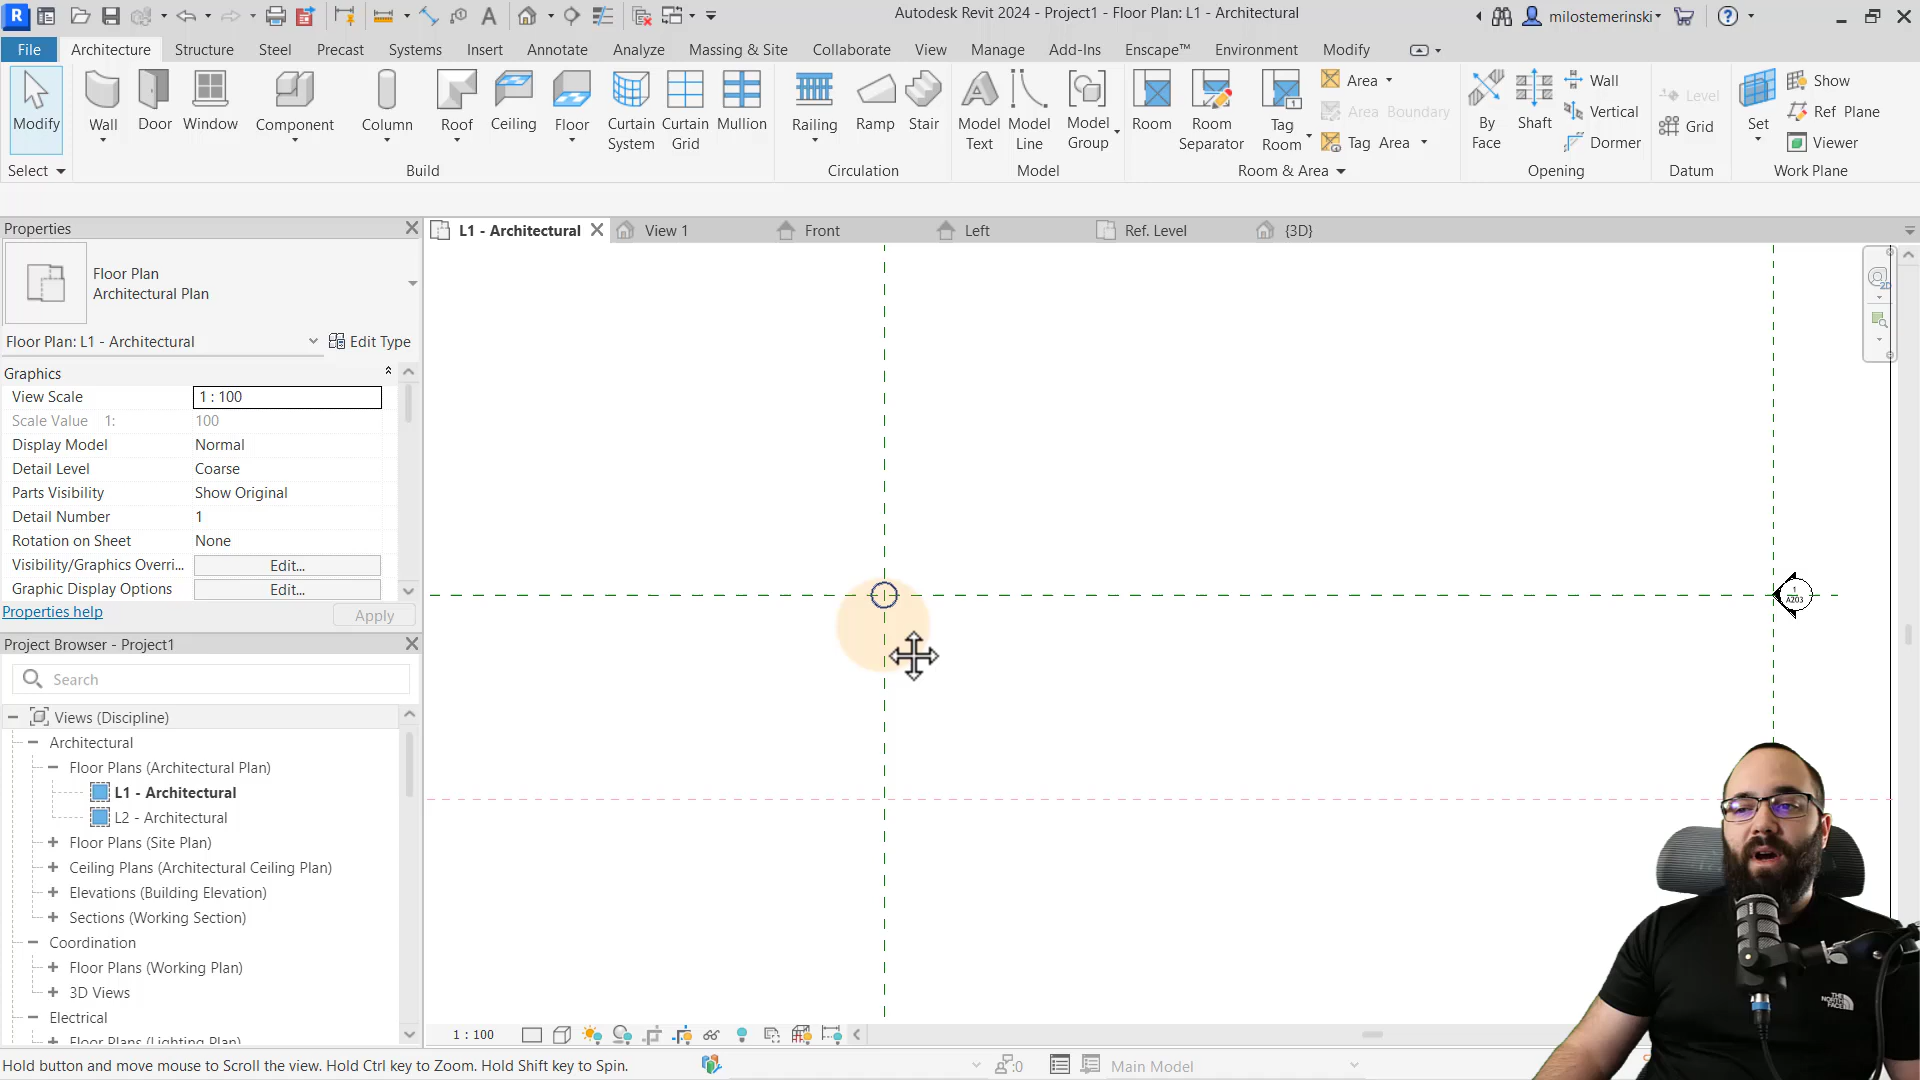 Autodesk Revit 2024 - Project1 - Floor Plan: L1 - Architectural
milostemerinski
File Architecture Structure Steel Precast Systems Insert Annotate Analyze Massing & Site Collaborate View Manage Add-Ins Enscape™ Environment Modify
Modify
Wall
Door
Window
Component
Column
Roof
Ceiling
Floor
Curtain System
Curtain Grid
Mullion
Railing
Ramp
Stair
Model Text
Model Line
Model Group
Room
Room Separator
Tag Room
Area
Area Boundary
Tag Area
By Face
Shaft
Wall
Vertical
Dormer
Level
Grid
Set
Show
Ref Plane
Viewer
Select Build Circulation Model Room & Area Opening Datum Work Plane
Properties
L1 - Architectural View 1 Front Left Ref. Level {3D}
Floor Plan
Architectural Plan
Floor Plan: L1 - Architectural Edit Type
Graphics
View Scale 1 : 100
Scale Value 1: 100
Display Model Normal
Detail Level Coarse
Parts Visibility Show Original
Detail Number 1
Rotation on Sheet None
Visibility/Graphics Overri... Edit...
Graphic Display Options Edit...
Properties help Apply
Project Browser - Project1
Search
Views (Discipline)
Architectural
Floor Plans (Architectural Plan)
L1 - Architectural
L2 - Architectural
Floor Plans (Site Plan)
Ceiling Plans (Architectural Ceiling Plan)
Elevations (Building Elevation)
Sections (Working Section)
Coordination
Floor Plans (Working Plan)
3D Views
Electrical
Floor Plans (Lighting Plan)
1
A203
2D
THE NORTH FACE
1 : 100
Hold button and move mouse to Scroll the view. Hold Ctrl key to Zoom. Hold Shift key to Spin.
:0
Main Model